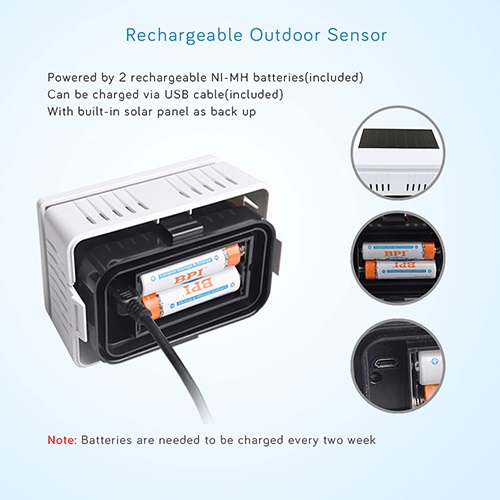 Rechargeable Outdoor Sensor
Powered by 2 rechargeable NI-MH batteries(included)
Can be charged via USB cable(included)
With built-in solar panel as back up
BPI
BPI
BPI
BPI
Note: Batteries are needed to be charged every two week